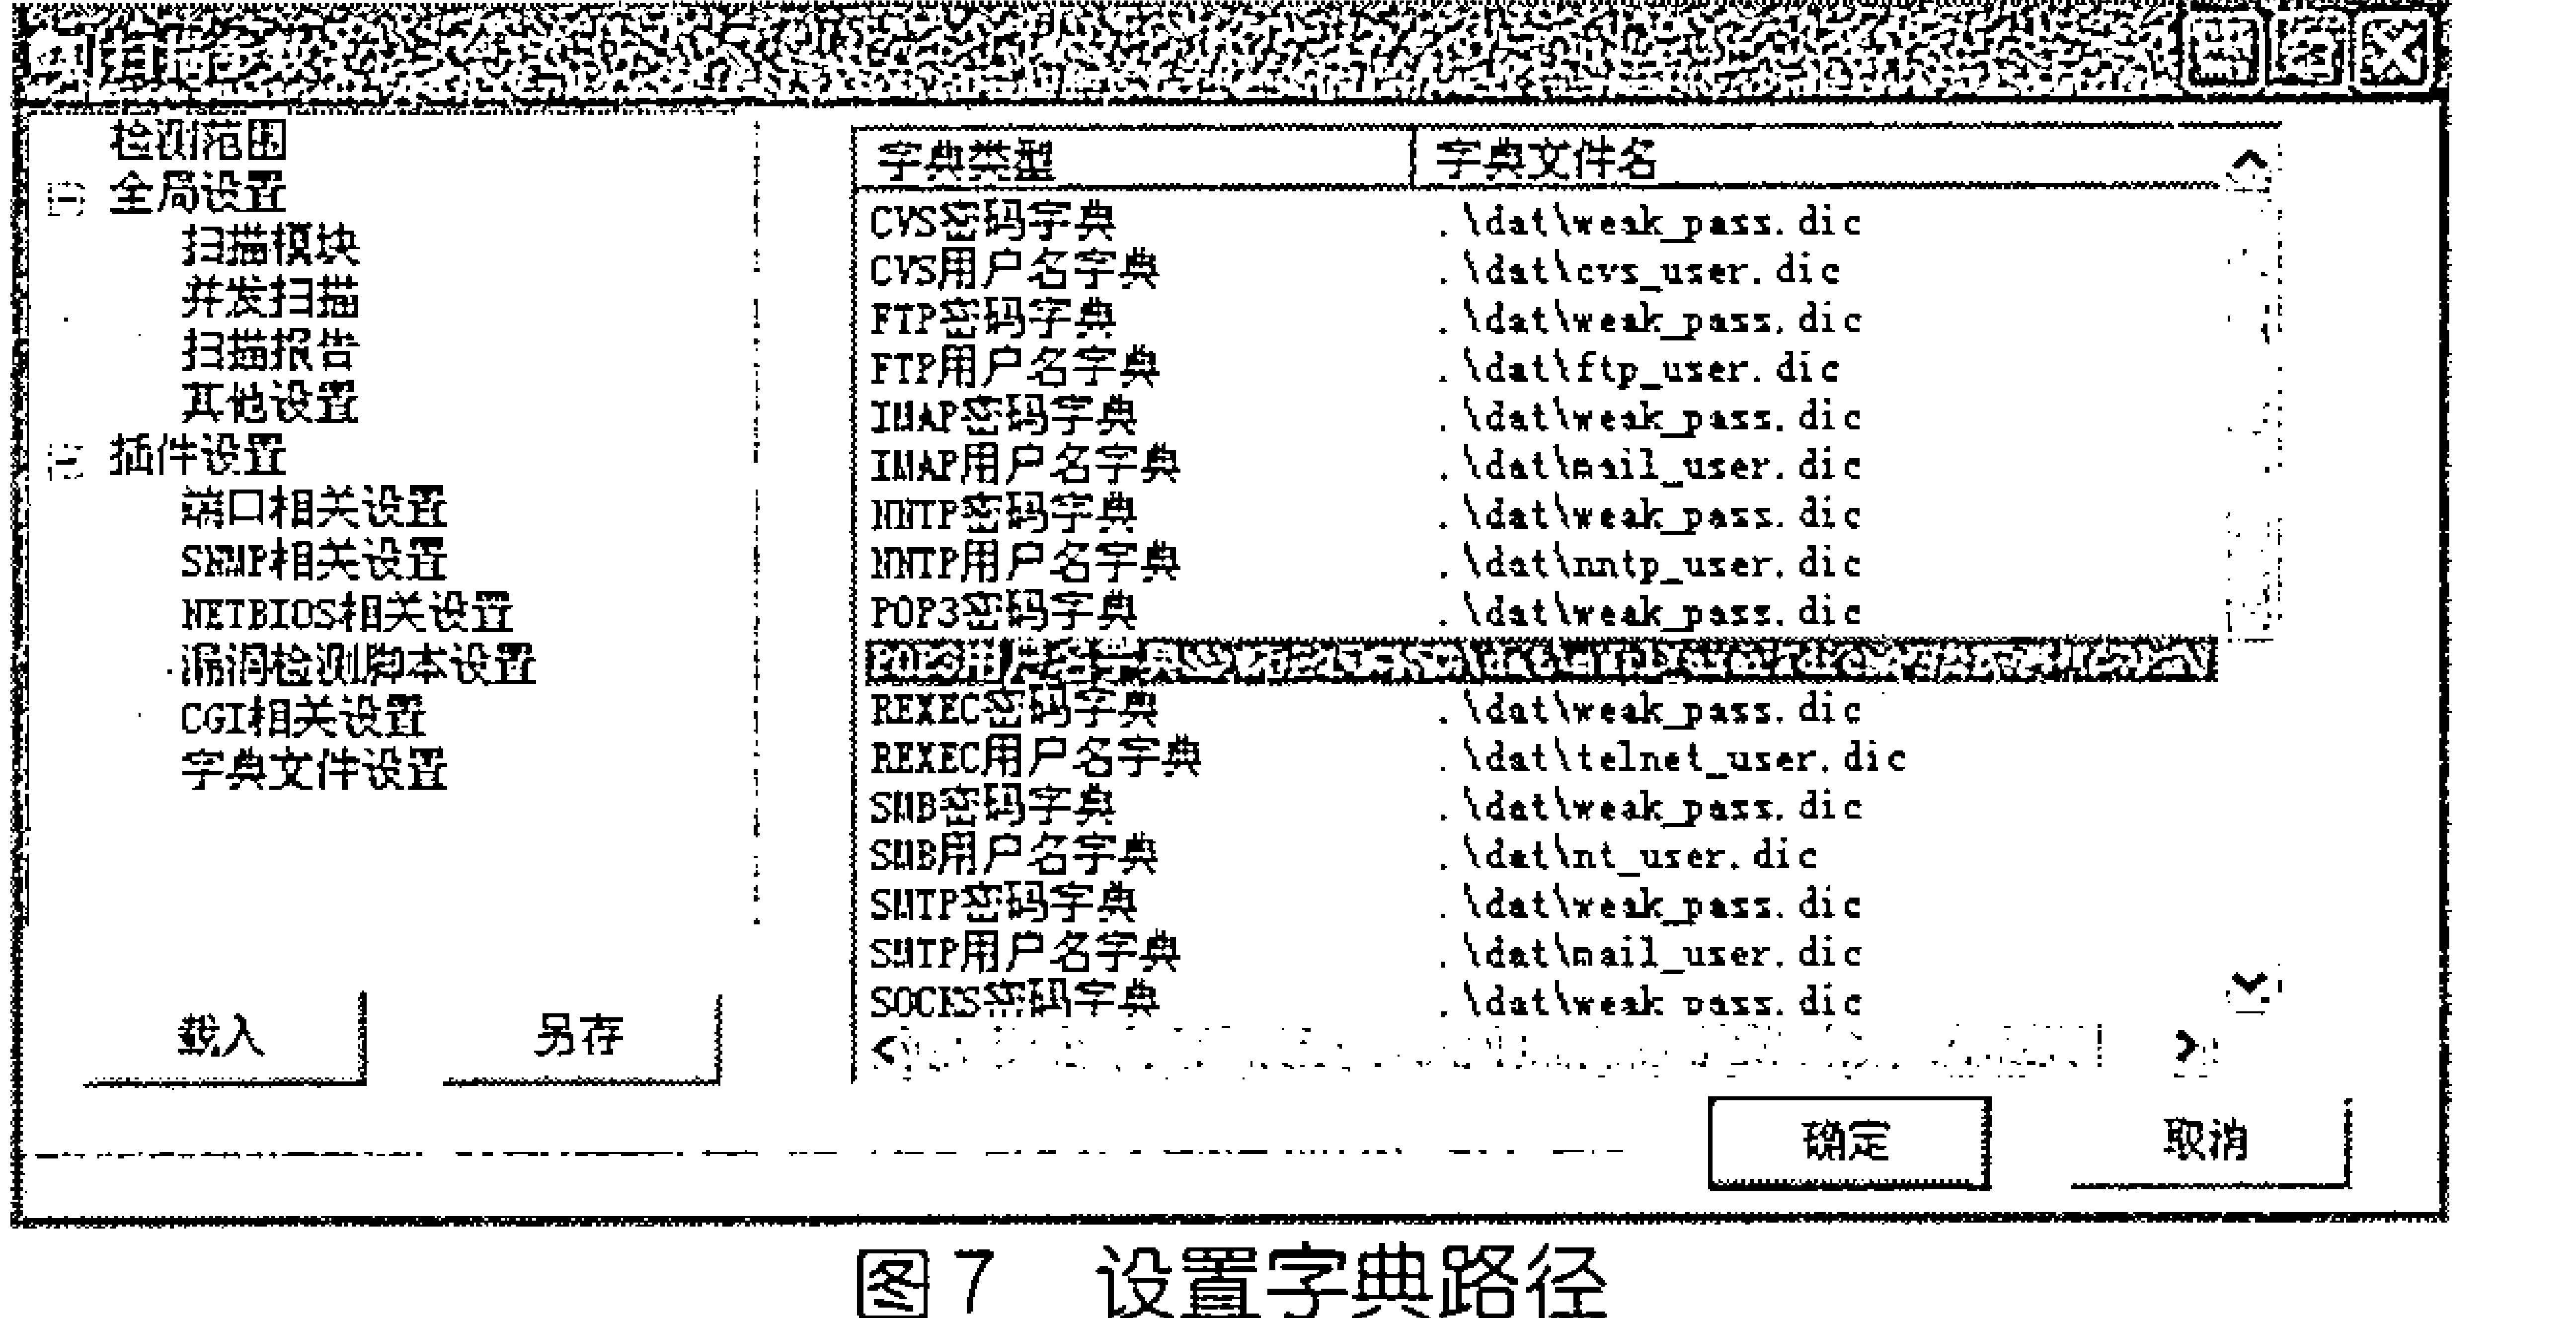 扫描参数
检测范围
全局设置
扫描模块
并发扫描
扫描报告
其他设置
插件设置
端口相关设置
SNMP相关设置
NETBIOS相关设置
漏洞检测脚本设置
CGI相关设置
字典文件设置
载入 另存
字典类型 字典文件名
CVS密码字典 .\dat\weak_pass.dic
CVS用户名字典 .\dat\cvs_user.dic
FTP密码字典 .\dat\weak_pass.dic
FTP用户名字典 .\dat\ftp_user.dic
IMAP密码字典 .\dat\weak_pass.dic
IMAP用户名字典 .\dat\mail_user.dic
NNTP密码字典 .\dat\weak_pass.dic
NNTP用户名字典 .\dat\nntp_user.dic
POP3密码字典 .\dat\weak_pass.dic
POP3用户名字典
REXEC密码字典 .\dat\weak_pass.dic
REXEC用户名字典 .\dat\telnet_user.dic
SMB密码字典 .\dat\weak_pass.dic
SMB用户名字典 .\dat\nt_user.dic
SMTP密码字典 .\dat\weak_pass.dic
SMTP用户名字典 .\dat\mail_user.dic
SOCKS密码字典 .\dat\weak_pass.dic
确定 取消
图7 设置字典路径